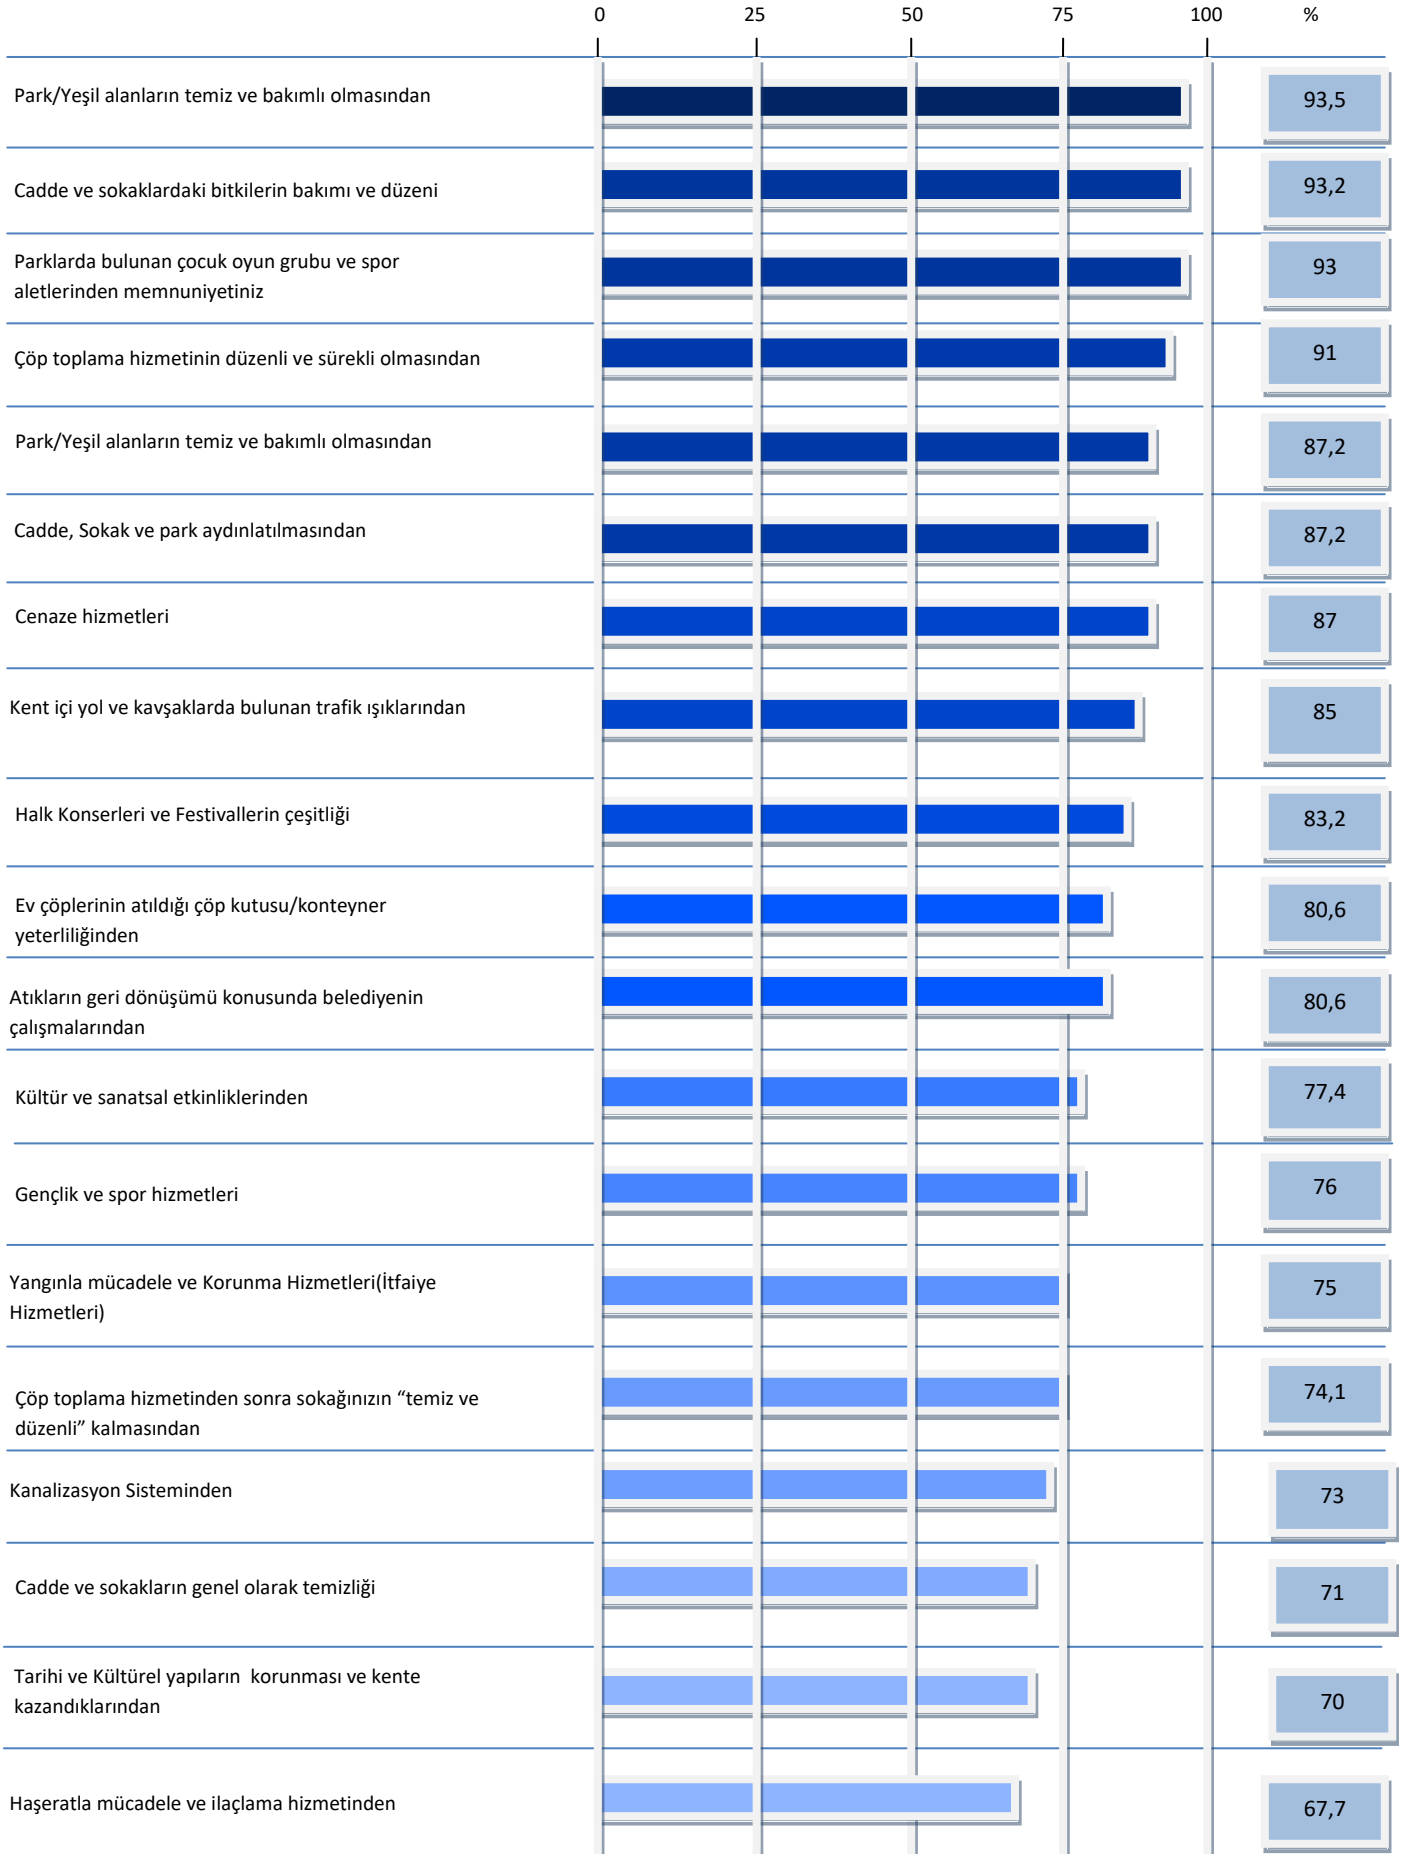 0 25 50 75 100 %
Park/Yeşil alanların temiz ve bakımlı olmasından 93,5
Cadde ve sokaklardaki bitkilerin bakımı ve düzeni 93,2
Parklarda bulunan çocuk oyun grubu ve spor
aletlerinden memnuniyetiniz
93
Çöp toplama hizmetinin düzenli ve sürekli olmasından 91
Park/Yeşil alanların temiz ve bakımlı olmasından 87,2
Cadde, Sokak ve park aydınlatılmasından 87,2
Cenaze hizmetleri 87
Kent içi yol ve kavşaklarda bulunan trafik ışıklarından 85
Halk Konserleri ve Festivallerin çeşitliği 83,2
Ev çöplerinin atıldığı çöp kutusu/konteyner
yeterliliğinden
80,6
Atıkların geri dönüşümü konusunda belediyenin
çalışmalarından
80,6
Kültür ve sanatsal etkinliklerinden 77,4
Gençlik ve spor hizmetleri 76
Yangınla mücadele ve Korunma Hizmetleri(İtfaiye
Hizmetleri)
75
Çöp toplama hizmetinden sonra sokağınızın “temiz ve
düzenli” kalmasından
74,1
Kanalizasyon Sisteminden 73
Cadde ve sokakların genel olarak temizliği 71
Tarihi ve Kültürel yapıların korunması ve kente
kazandıklarından
70
Haşeratla mücadele ve ilaçlama hizmetinden 67,7